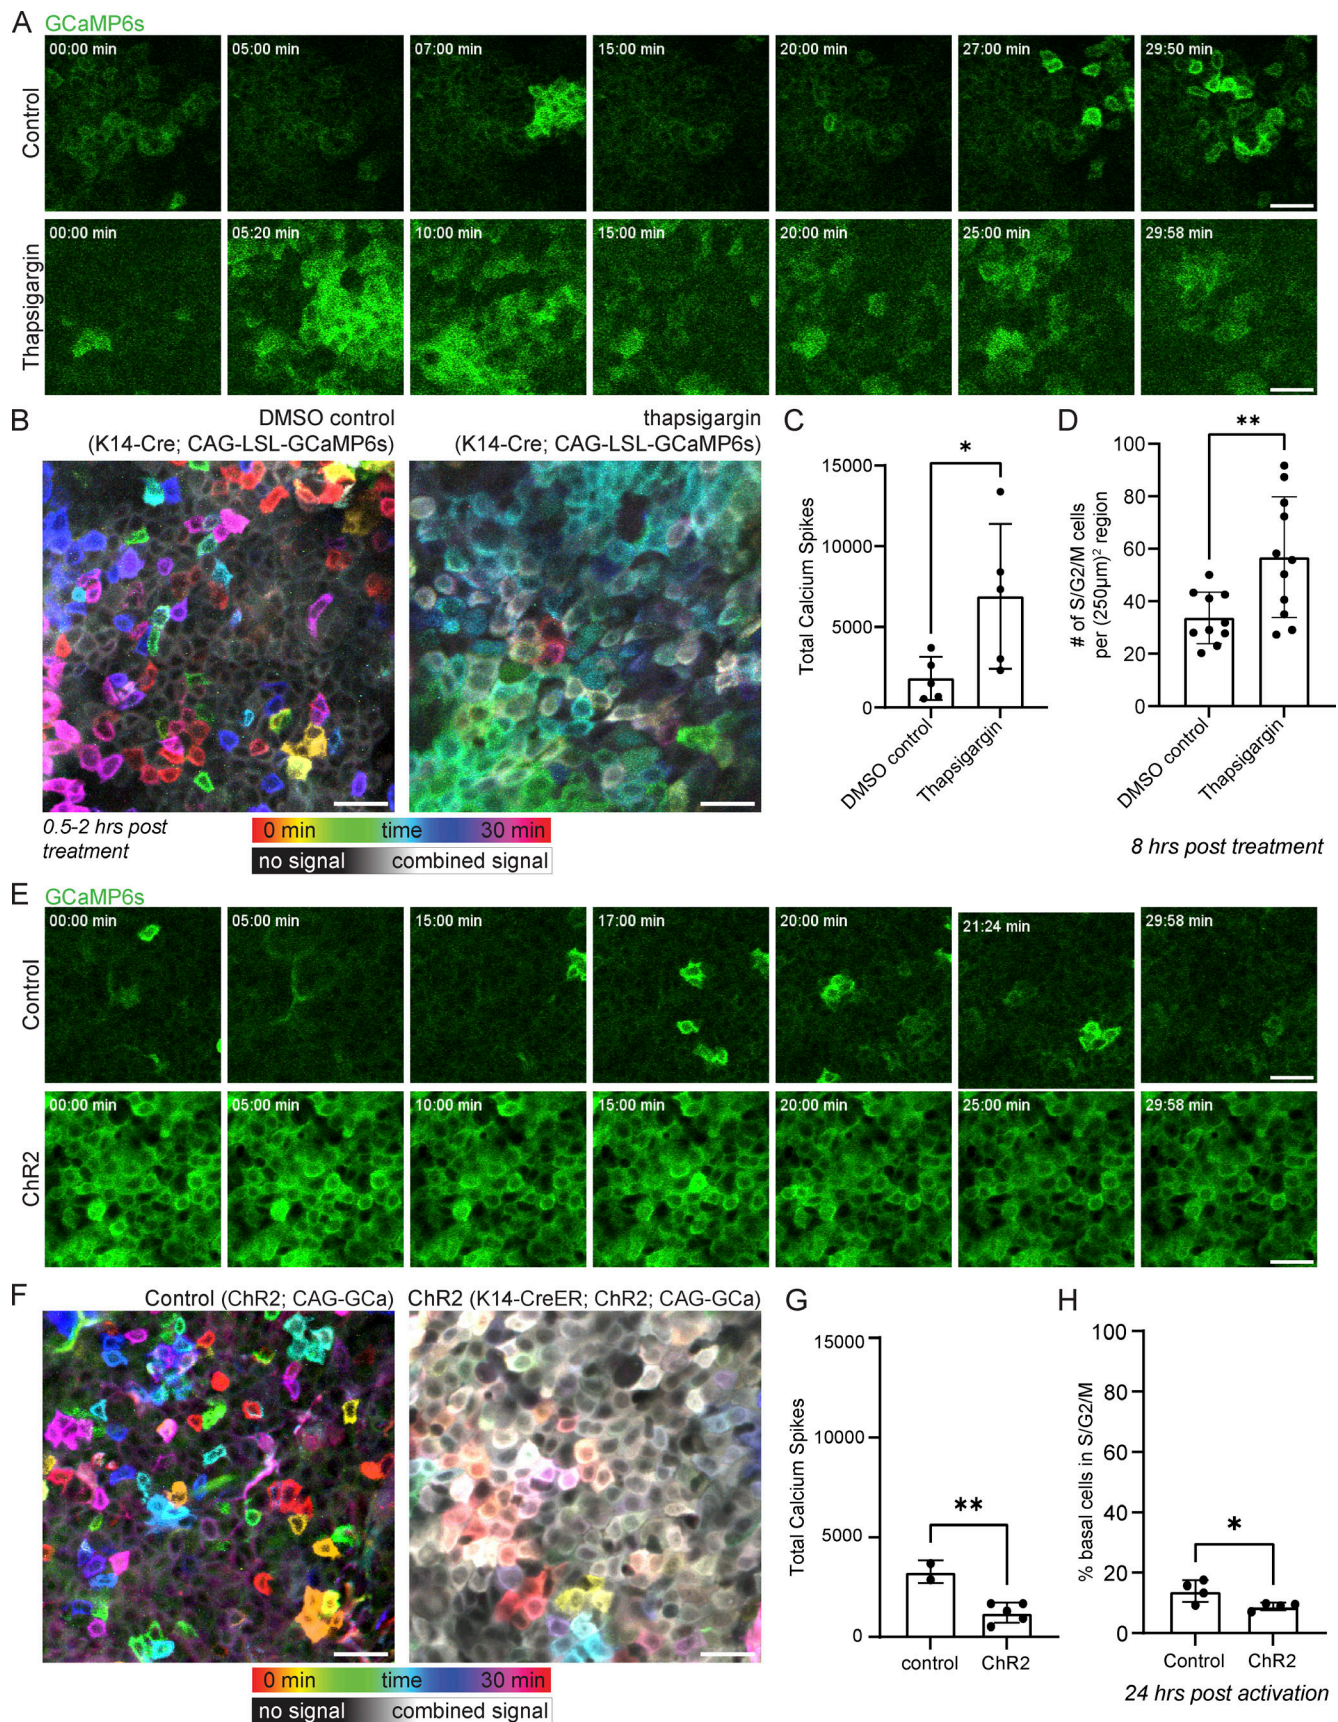 A
GCaMP6s
Control
00:00 min
05:00 min
07:00 min
15:00 min
20:00 min
27:00 min
29:50 min
Thapsigargin
00:00 min
05:20 min
10:00 min
15:00 min
20:00 min
25:00 min
29:58 min
B
DMSO control
(K14-Cre; CAG-LSL-GCaMP6s)
thapsigargin
(K14-Cre; CAG-LSL-GCaMP6s)
0.5-2 hrs post
treatment
0 min time 30 min
no signal combined signal
C
Total Calcium Spikes
15000
10000
5000
0
*
DMSO control
Thapsigargin
D
# of S/G2/M cells
per (250µm)² region
100
80
60
40
20
0
**
DMSO control
Thapsigargin
8 hrs post treatment
E
GCaMP6s
Control
00:00 min
05:00 min
15:00 min
17:00 min
20:00 min
21:24 min
29:58 min
ChR2
00:00 min
05:00 min
10:00 min
15:00 min
20:00 min
25:00 min
29:58 min
F
Control (ChR2; CAG-GCa)
ChR2 (K14-CreER; ChR2; CAG-GCa)
0 min time 30 min
no signal combined signal
G
Total Calcium Spikes
15000
10000
5000
0
**
control
ChR2
H
% basal cells in S/G2/M
100
80
60
40
20
0
*
Control
ChR2
24 hrs post activation